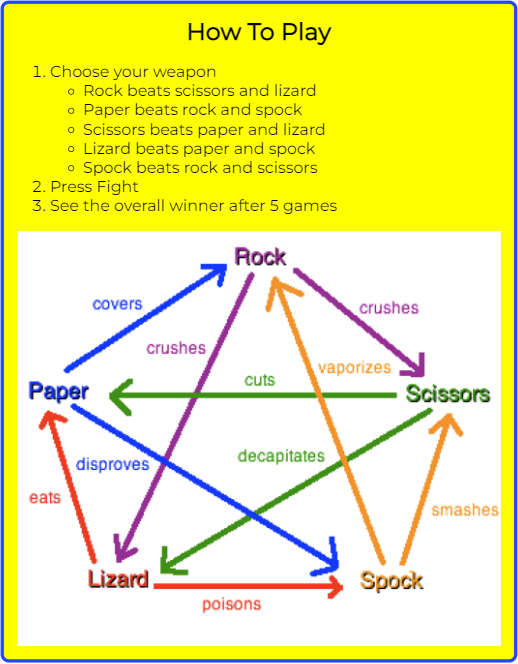 How To Play
1. Choose your weapon
Rock beats scissors and lizard
Paper beats rock and spock
Scissors beats paper and lizard
Lizard beats paper and spock
Spock beats rock and scissors
2. Press Fight
3. See the overall winner after 5 games
Rock
covers
crushes
crushes
vaporizes
cuts
Paper
Scissors
disproves
decapitates
eats
smashes
Lizard
Spock
poisons